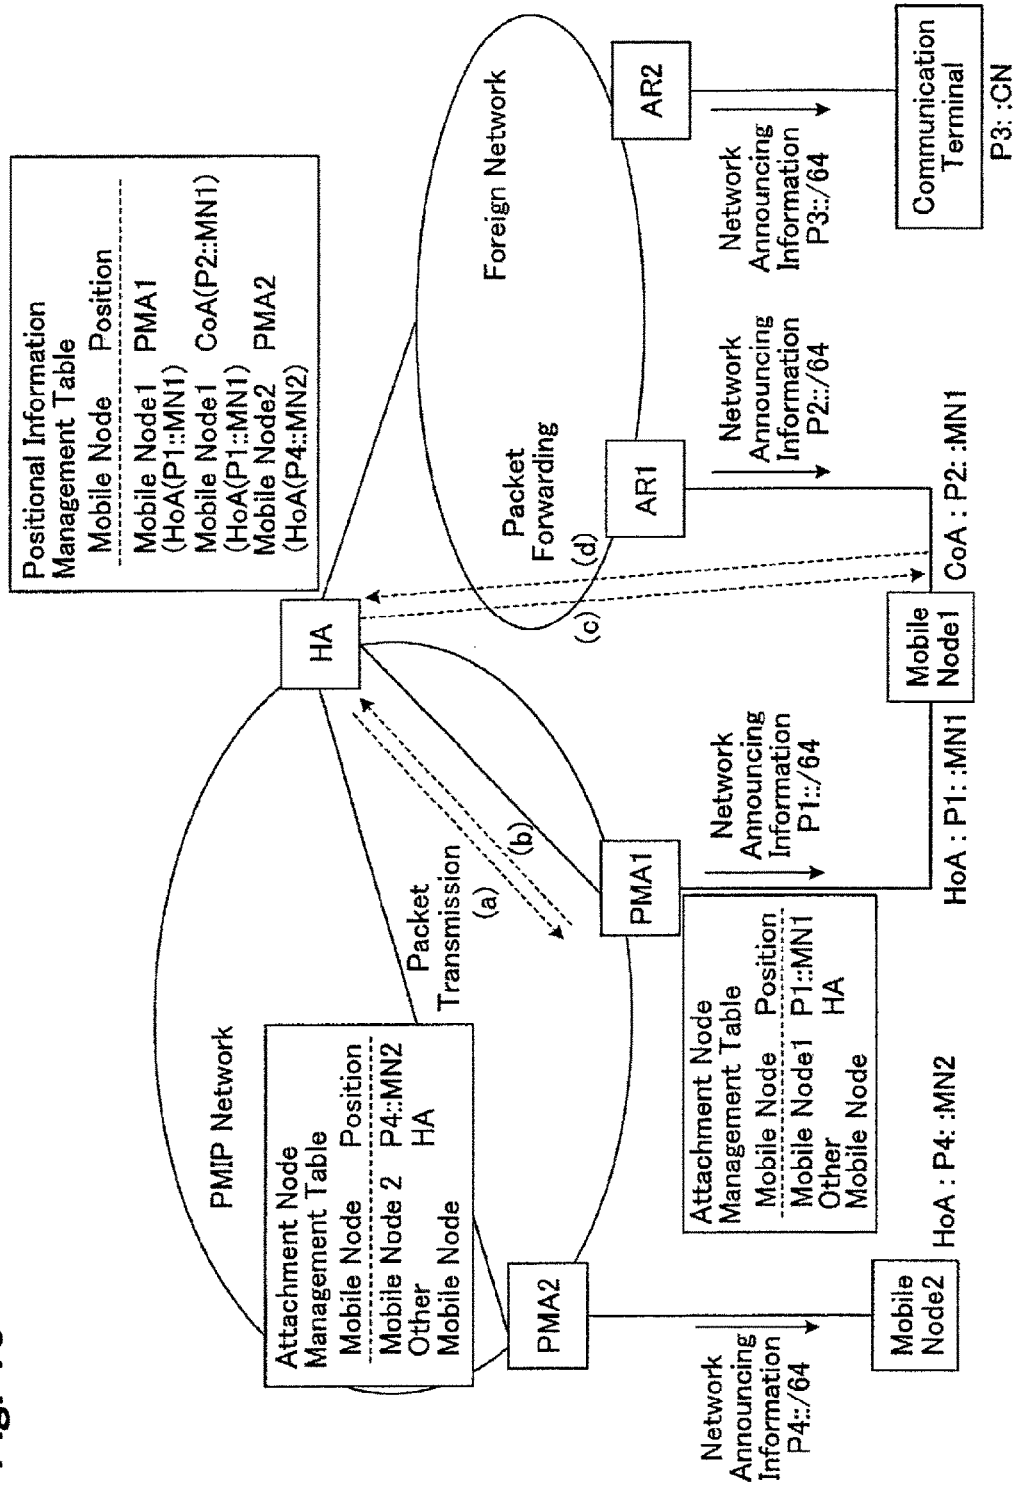 Positional Information
Management Table
Mobile Node Position
Mobile Node1 PMA1
(HoA(P1::MN1)
Mobile Node1 CoA(P2::MN1)
(HoA(P1::MN1)
Mobile Node2 PMA2
(HoA(P4::MN2)
HA
PMIP Network
Foreign Network
Attachment Node
Management Table
Mobile Node Position
Mobile Node 2 P4::MN2
Other HA
Mobile Node
Packet
Transmission
(a)
(b)
Packet
Forwarding
(c)
(d)
PMA2
PMA1
AR1
AR2
Attachment Node
Management Table
Mobile Node Position
Mobile Node1 P1::MN1
Other HA
Mobile Node
Network
Announcing
Information
P4::/64
Network
Announcing
Information
P1::/64
Network
Announcing
Information
P2::/64
Network
Announcing
Information
P3::/64
Mobile
Node2
HoA : P4: :MN2
Mobile
Node1
HoA : P1: :MN1
CoA : P2: :MN1
Communication
Terminal
P3: :CN